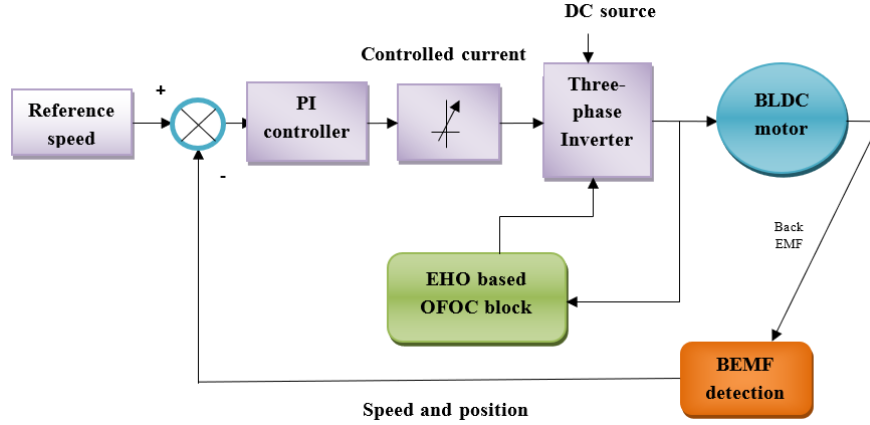 DC source
Controlled current
+
Reference
speed
PI
controller
Three-
phase
Inverter
BLDC
motor
-
Back
EMF
EHO based
OFOC block
BEMF
detection
Speed and position